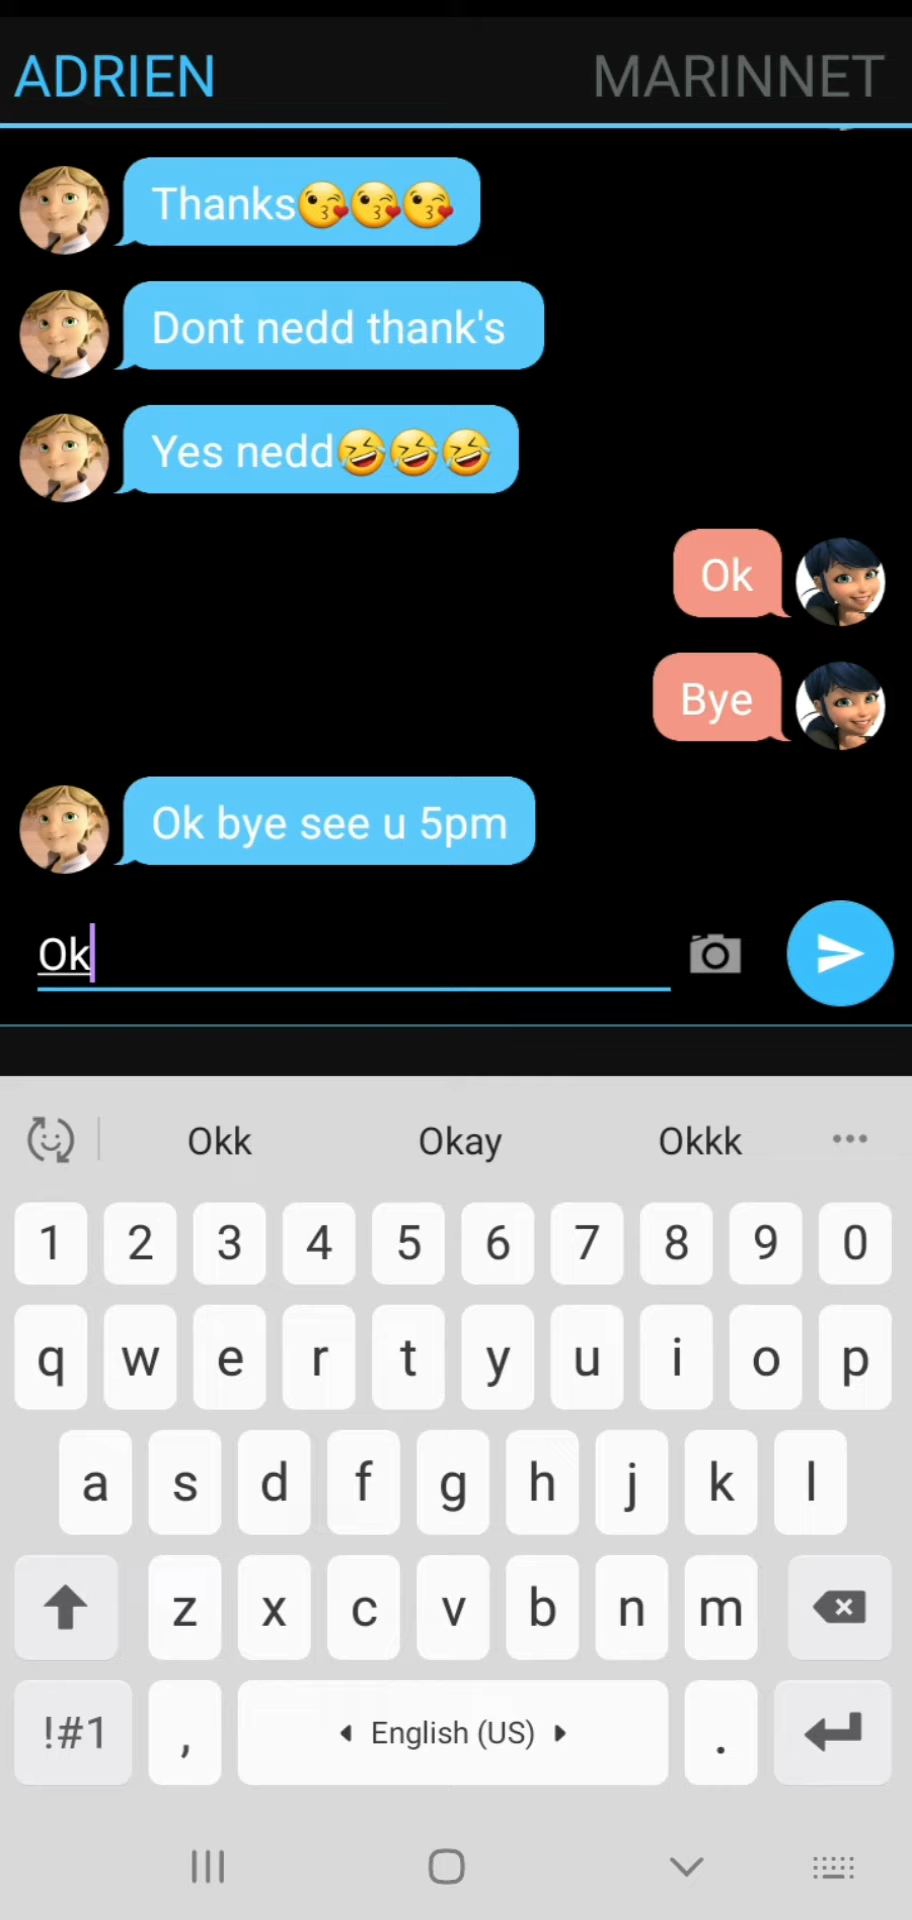 ADRIEN MARINNET
Thanks😘😘😘
Dont nedd thank's
Yes nedd🤣🤣🤣
Ok
Bye
Ok bye see u 5pm
Ok
Okk Okay Okkk
1 2 3 4 5 6 7 8 9 0
q w e r t y u i o p
a s d f g h j k l
z x c v b n m
!#1 , English (US) .